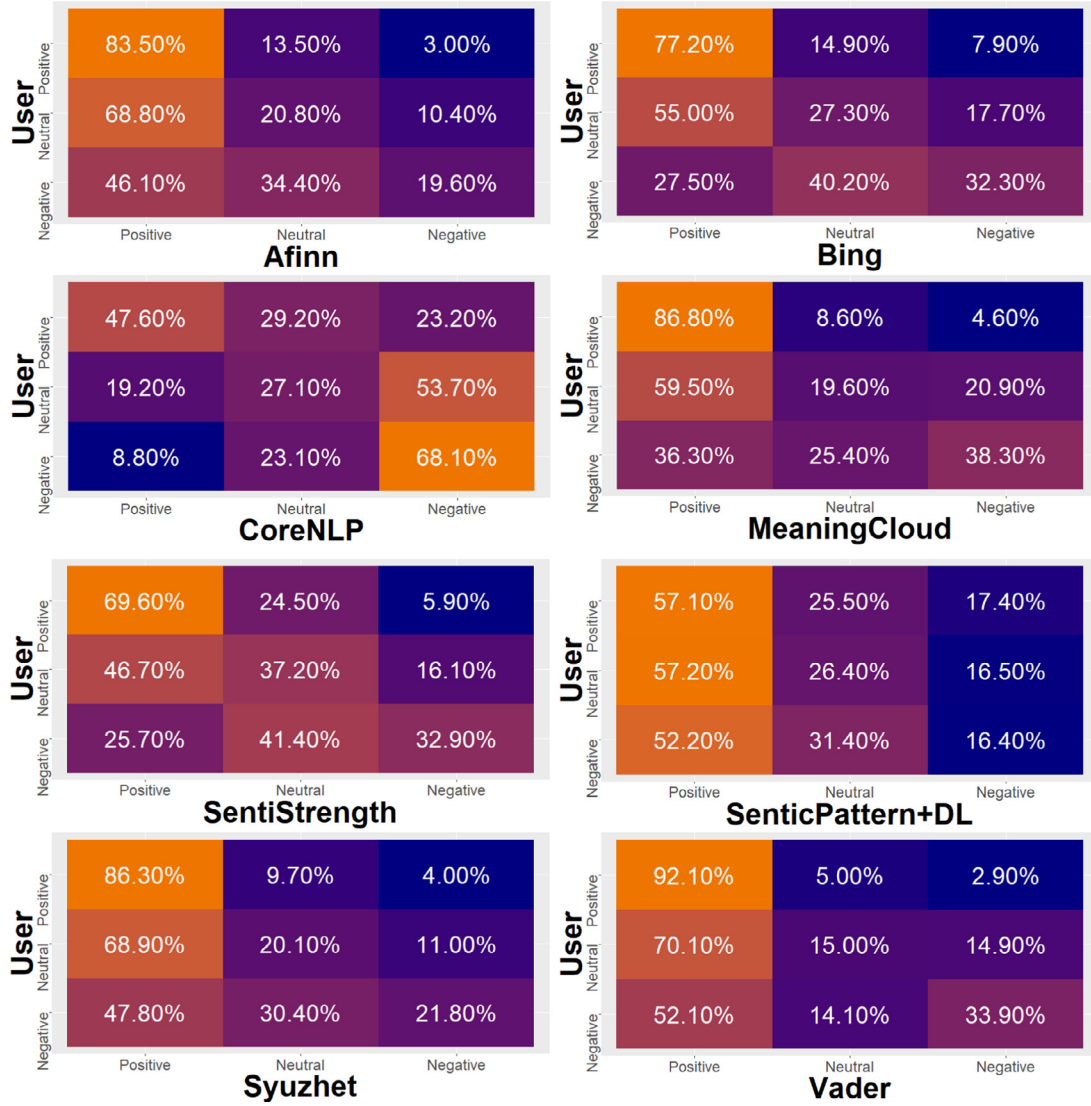 User
Positive
Neutral
Negative
83.50% 13.50% 3.00%
68.80% 20.80% 10.40%
46.10% 34.40% 19.60%
Positive Neutral Negative
Afinn
User
Positive
Neutral
Negative
77.20% 14.90% 7.90%
55.00% 27.30% 17.70%
27.50% 40.20% 32.30%
Positive Neutral Negative
Bing
User
Positive
Neutral
Negative
47.60% 29.20% 23.20%
19.20% 27.10% 53.70%
8.80% 23.10% 68.10%
Positive Neutral Negative
CoreNLP
User
Positive
Neutral
Negative
86.80% 8.60% 4.60%
59.50% 19.60% 20.90%
36.30% 25.40% 38.30%
Positive Neutral Negative
MeaningCloud
User
Positive
Neutral
Negative
69.60% 24.50% 5.90%
46.70% 37.20% 16.10%
25.70% 41.40% 32.90%
Positive Neutral Negative
SentiStrength
User
Positive
Neutral
Negative
57.10% 25.50% 17.40%
57.20% 26.40% 16.50%
52.20% 31.40% 16.40%
Positive Neutral Negative
SenticPattern+DL
User
Positive
Neutral
Negative
86.30% 9.70% 4.00%
68.90% 20.10% 11.00%
47.80% 30.40% 21.80%
Positive Neutral Negative
Syuzhet
User
Positive
Neutral
Negative
92.10% 5.00% 2.90%
70.10% 15.00% 14.90%
52.10% 14.10% 33.90%
Positive Neutral Negative
Vader